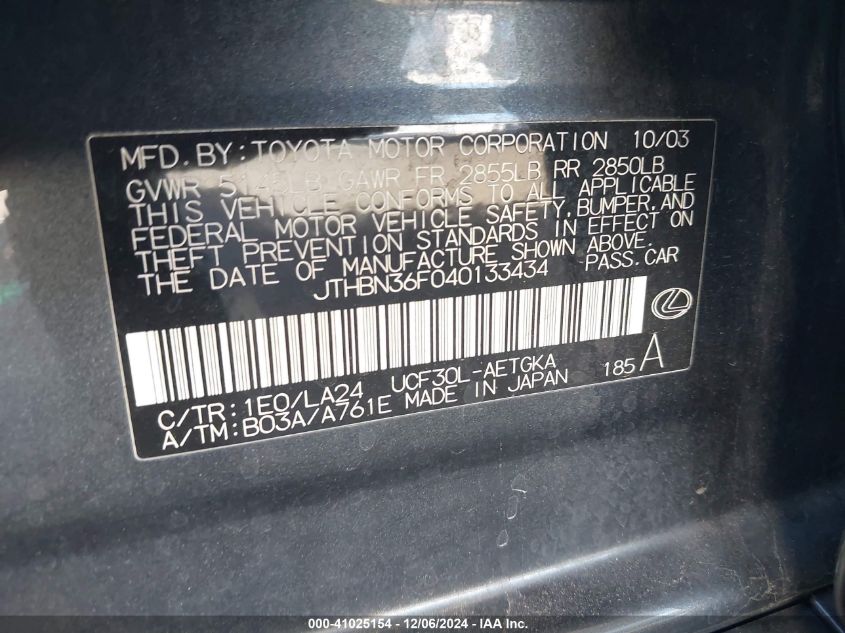 MFD. BY: TOYOTA MOTOR CORPORATION 10/03
GVWR GAWR FR 2855LB RR 2850LB
THIS VEHICLE CONFORMS TO ALL APPLICABLE
FEDERAL MOTOR VEHICLE SAFETY, BUMPER, AND
THEFT PREVENTION STANDARDS IN EFFECT ON
THE DATE OF MANUFACTURE SHOWN ABOVE.
JTHBN36F040133434 PASS. CAR
UCF30L-AETGKA 185 A
C/TR: 1E0/LA24 MADE IN JAPAN
A/TM: B03A/A761E
000-41025154 - 12/06/2024 - IAA Inc.